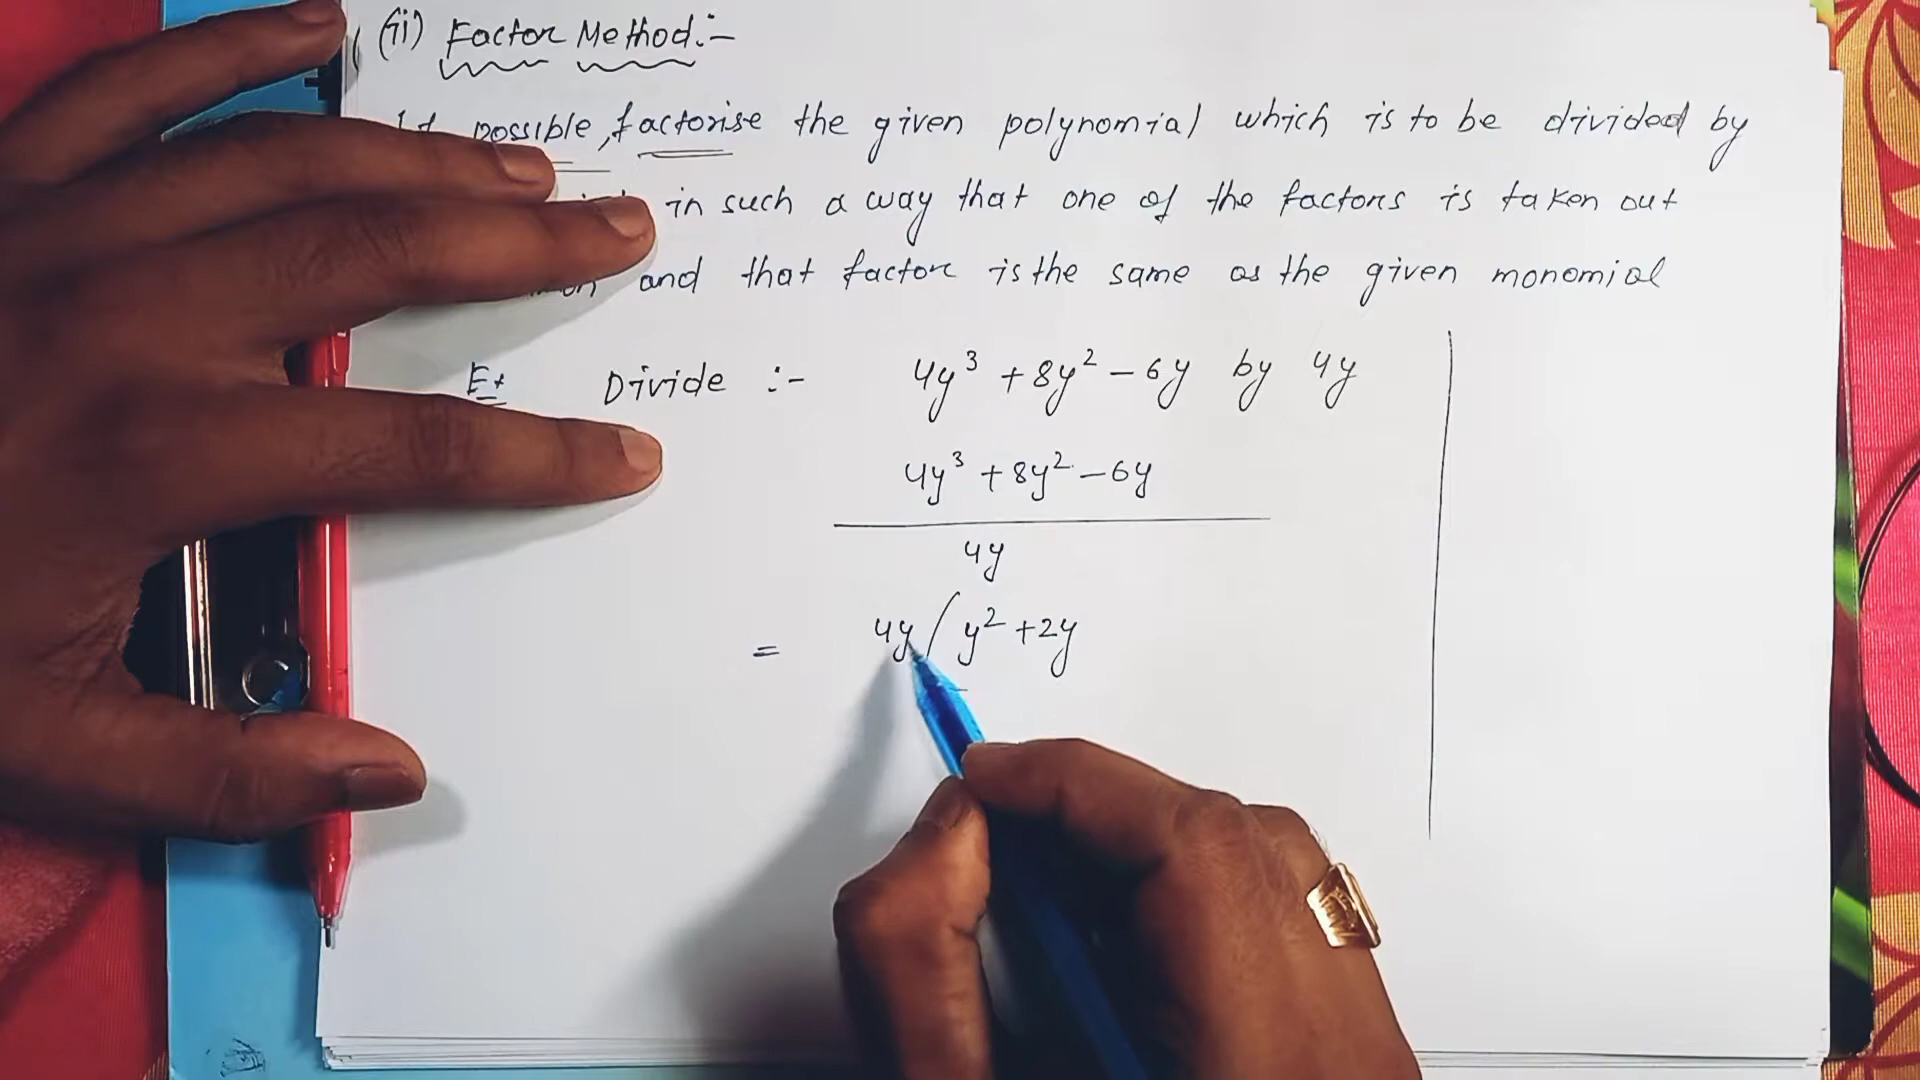 (ii) Factor Method:-
possible, factorise the given polynomial which is to be divided by
in such a way that one of the factors is taken out
and that factor is the same as the given monomial
Ex Divide :- 4y³ + 8y² - 6y by 4y
4y³ + 8y² - 6y
4y
= 4y ( y² + 2y